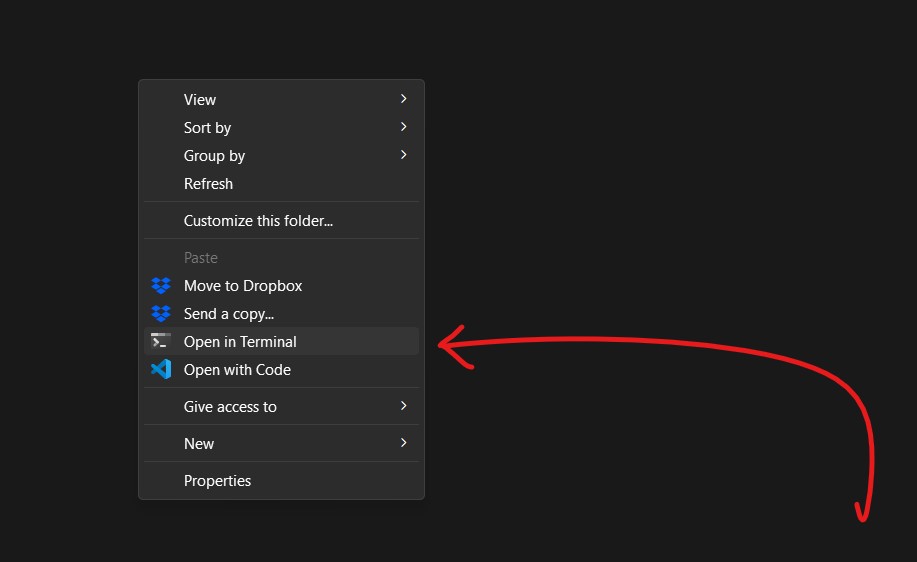 View
Sort by
Group by
Refresh
Customize this folder...
Paste
Move to Dropbox
Send a copy...
Open in Terminal
Open with Code
Give access to
New
Properties